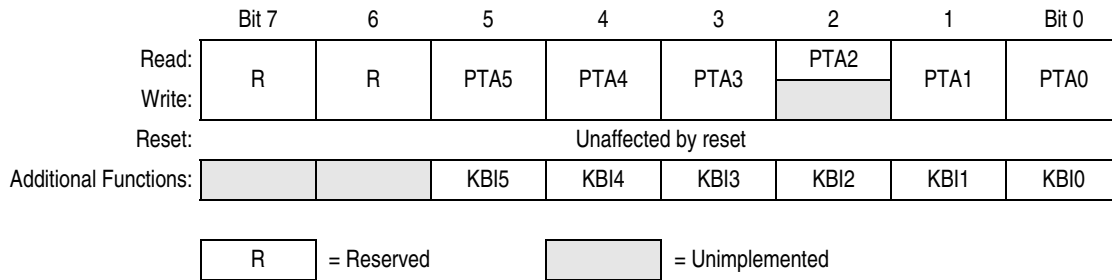 Bit 7 6 5 4 3 2 1 Bit 0
Read: R R PTA5 PTA4 PTA3 PTA2 PTA1 PTA0
Write:
Reset: Unaffected by reset
Additional Functions: KBI5 KBI4 KBI3 KBI2 KBI1 KBI0
R = Reserved = Unimplemented